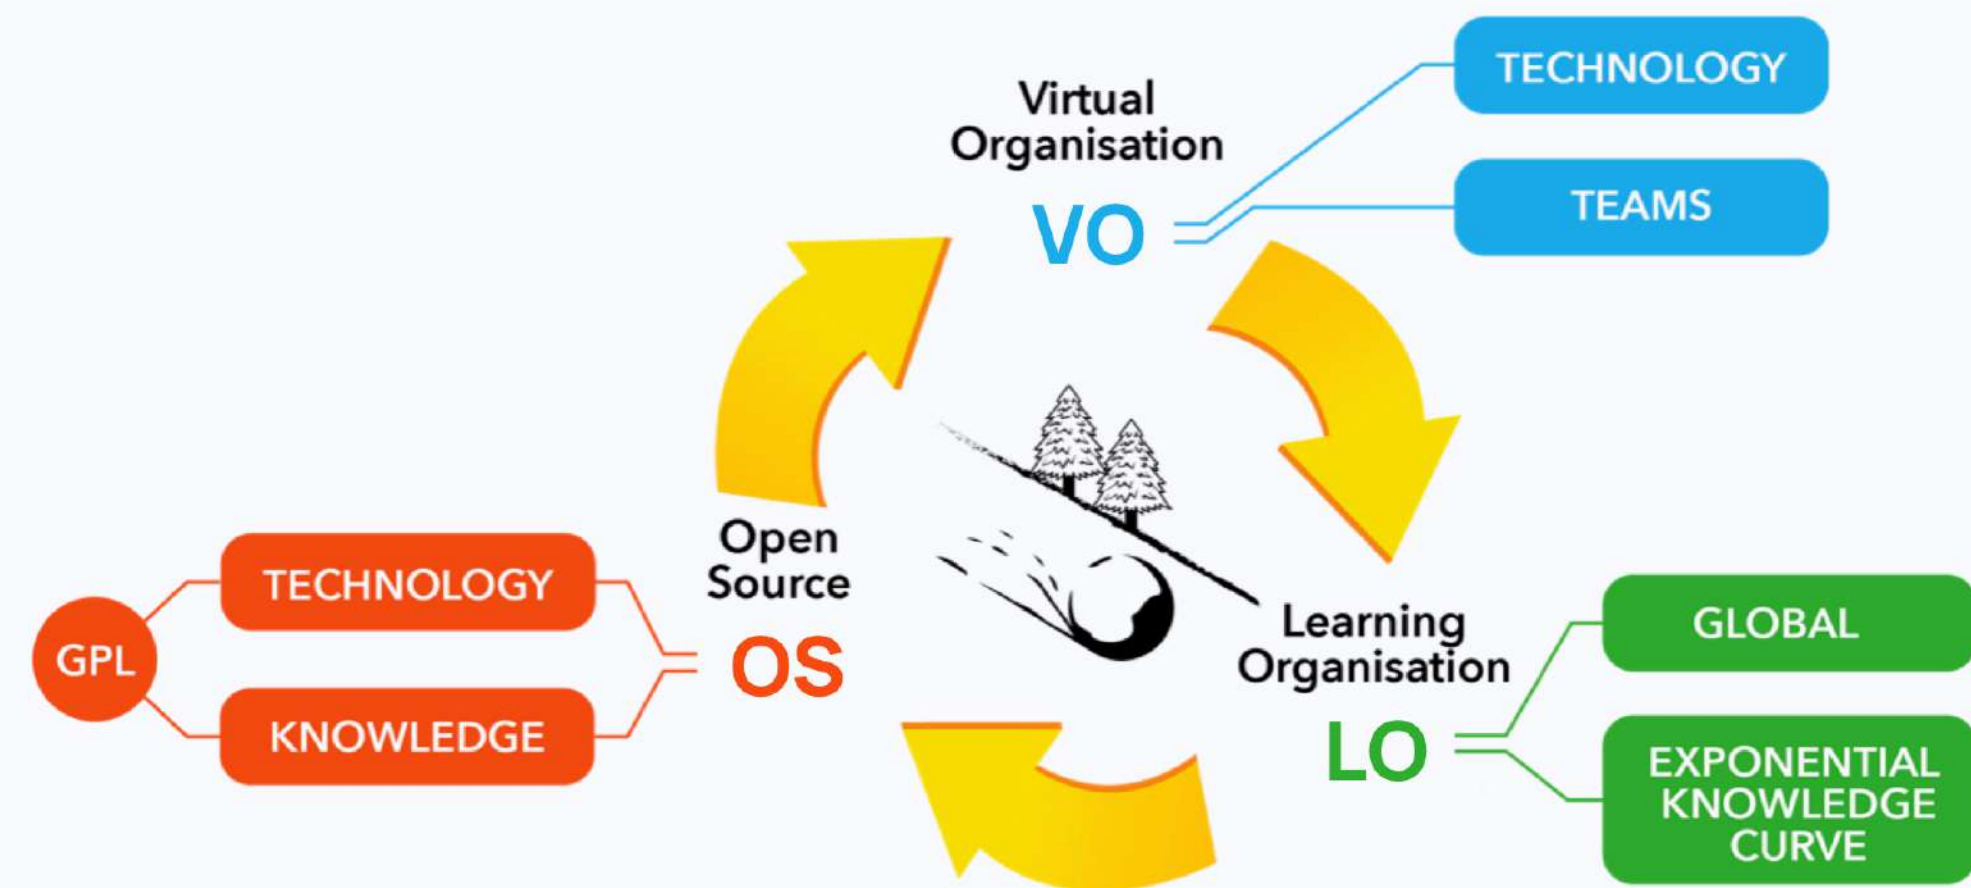 Virtual
Organisation
VO
TECHNOLOGY
TEAMS
Open
Source
OS
TECHNOLOGY
KNOWLEDGE
GPL
Learning
Organisation
LO
GLOBAL
EXPONENTIAL
KNOWLEDGE
CURVE